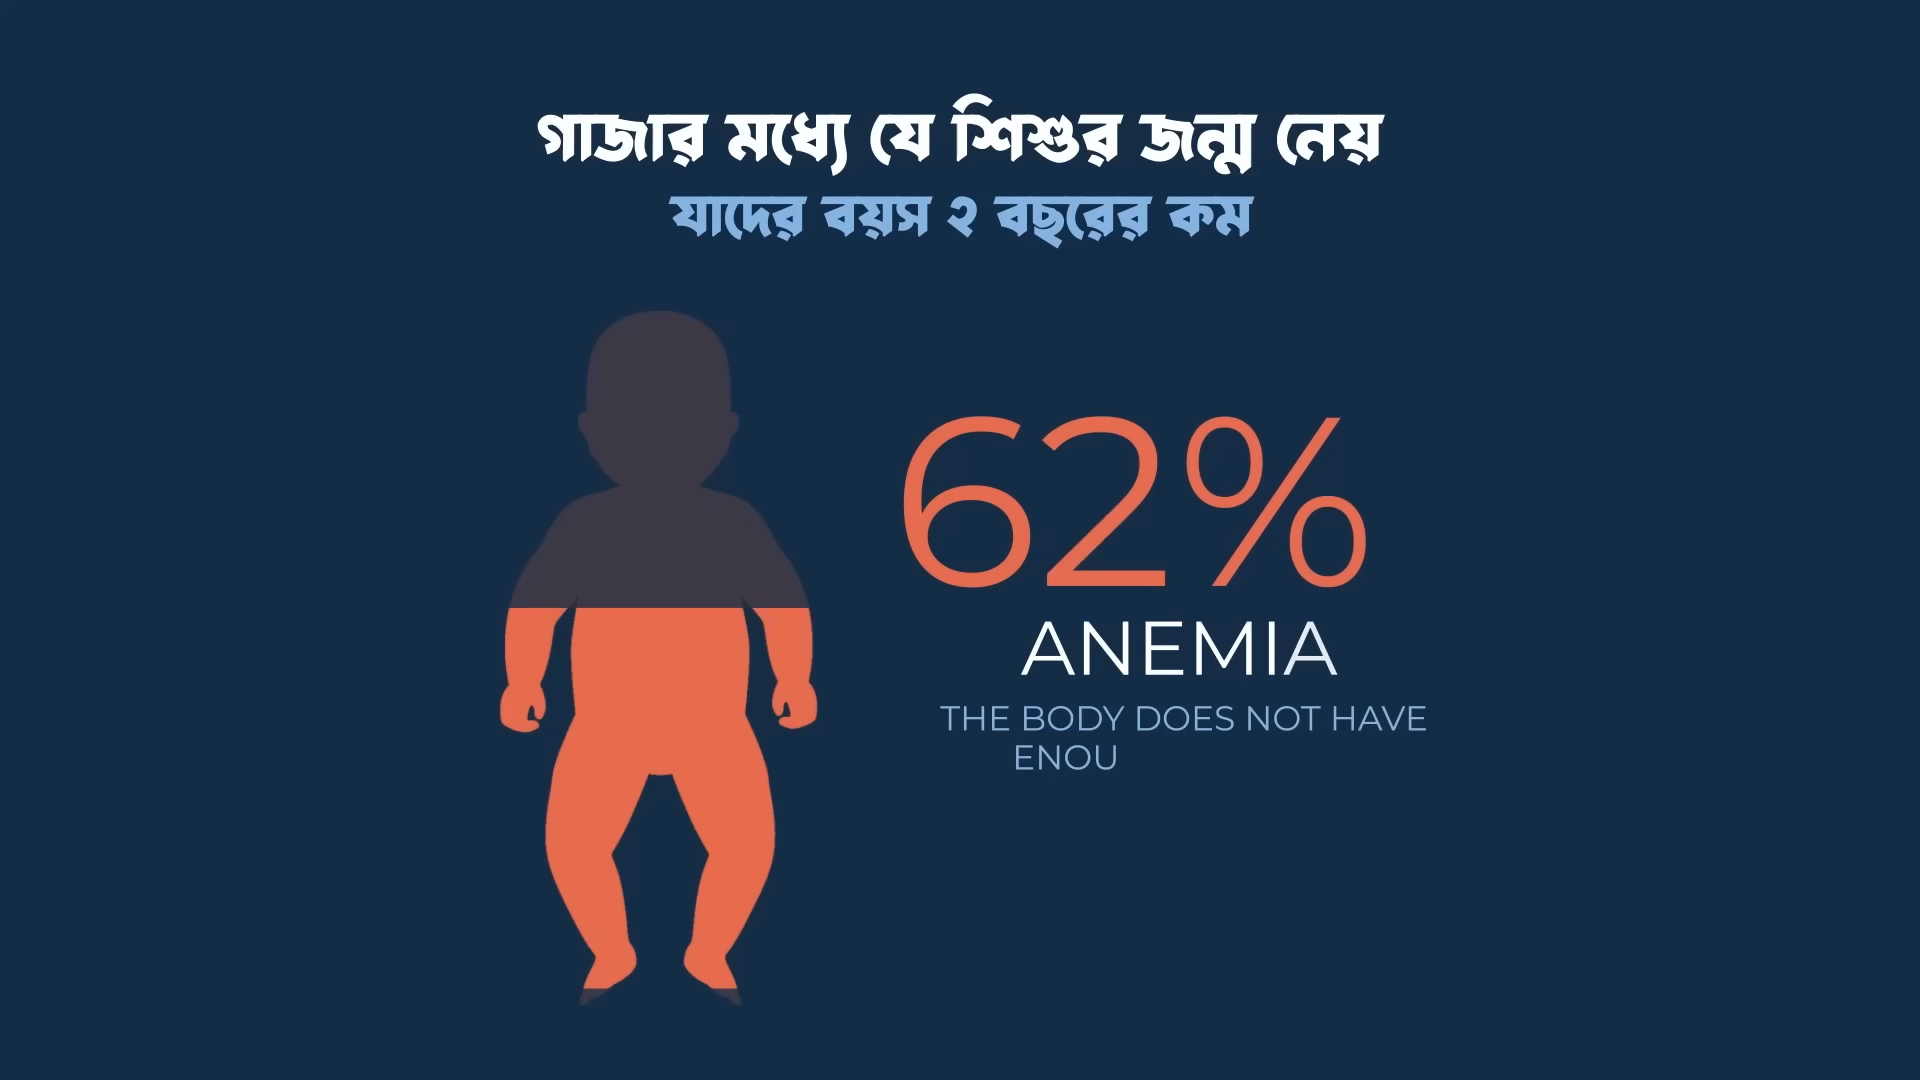 গাজার মধ্যে যে শিশুর জন্ম নেয়
যাদের বয়স ২ বছরের কম
62%
ANEMIA
THE BODY DOES NOT HAVE
ENOU